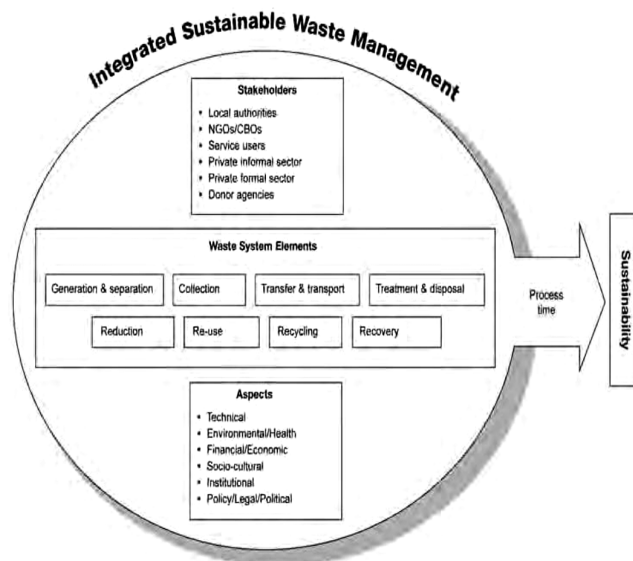 Integrated Sustainable Waste Management
Stakeholders
• Local authorities
• NGOs/CBOs
• Service users
• Private informal sector
• Private formal sector
• Donor agencies
Waste System Elements
Generation & separation
Collection
Transfer & transport
Treatment & disposal
Reduction
Re-use
Recycling
Recovery
Aspects
• Technical
• Environmental/Health
• Financial/Economic
• Socio-cultural
• Institutional
• Policy/Legal/Political
Process
time
Sustainability